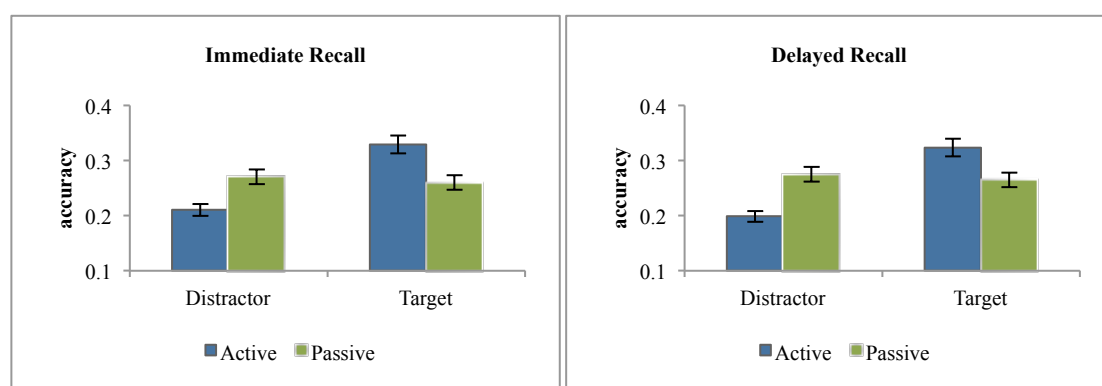 Immediate Recall
accuracy
0.4
0.3
0.2
0.1
Distractor Target
Active Passive
Delayed Recall
accuracy
0.4
0.3
0.2
0.1
Distractor Target
Active Passive